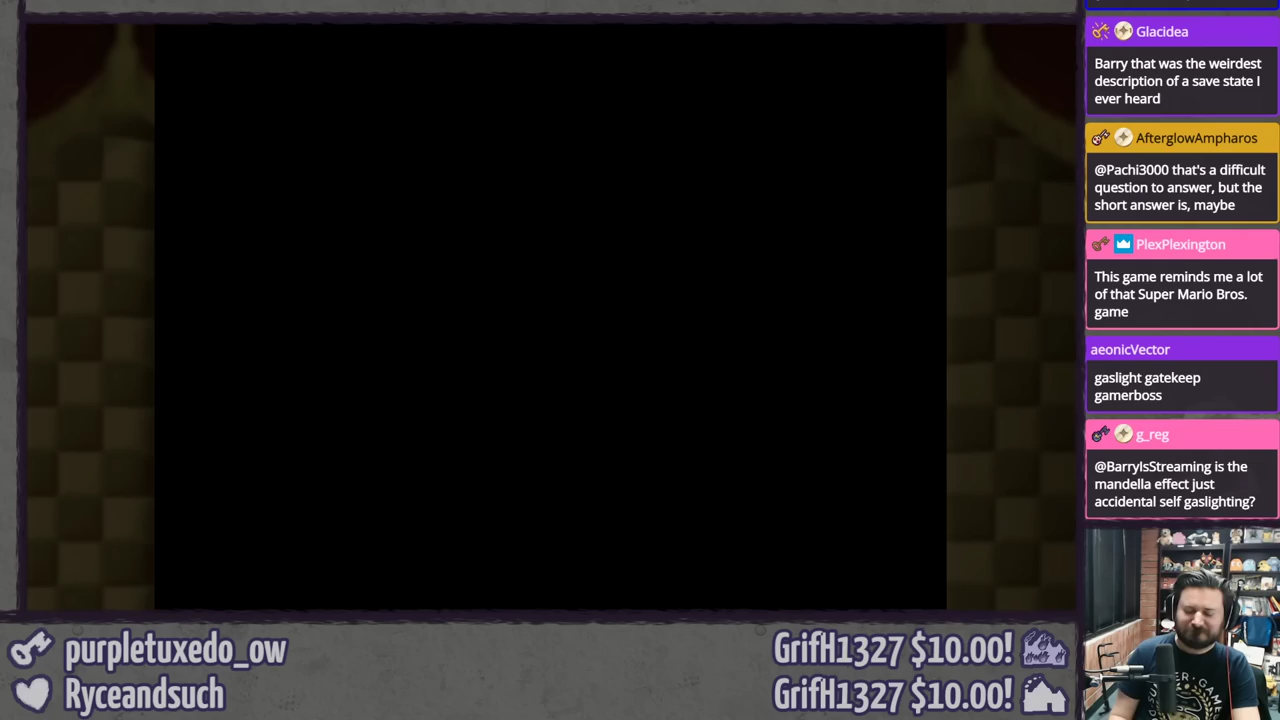 Glacidea
Barry that was the weirdest
description of a save state I
ever heard
AfterglowAmpharos
@Pachi3000 that's a difficult
question to answer, but the
short answer is, maybe
PlexPlexington
This game reminds me a lot
of that Super Mario Bros.
game
aeonicVector
gaslight gatekeep
gamerboss
g_reg
@BarryIsStreaming is the
mandella effect just
accidental self gaslighting?
purpletuxedo_ow
GrifH1327 $10.00!
Ryceandsuch
GrifH1327 $10.00!